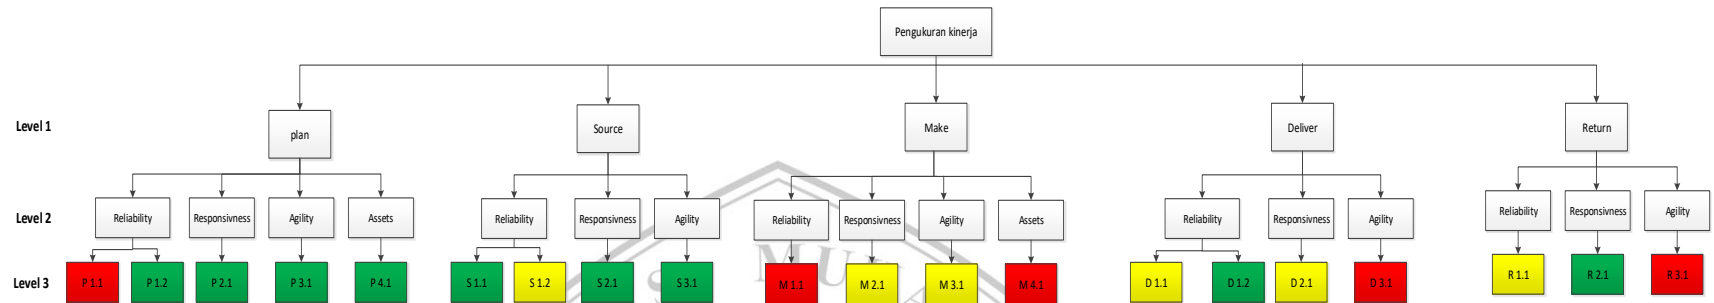 Pengukuran kinerja
Level 1
plan
Source
Make
Deliver
Return
Level 2
Reliability
Responsivness
Agility
Assets
Reliability
Responsivness
Agility
Reliability
Responsivness
Agility
Assets
Reliability
Responsivness
Agility
Reliability
Responsivness
Agility
Level 3
P 1.1
P 1.2
P 2.1
P 3.1
P 4.1
S 1.1
S 1.2
S 2.1
S 3.1
M 1.1
M 2.1
M 3.1
M 4.1
D 1.1
D 1.2
D 2.1
D 3.1
R 1.1
R 2.1
R 3.1